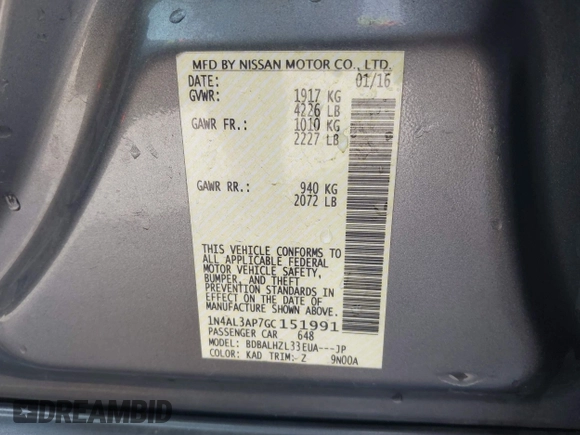 MFD BY NISSAN MOTOR CO., LTD.
DATE: 01/16
GVWR: 1917 KG
4226 LB
GAWR FR.: 1010 KG
2227 LB
GAWR RR.: 940 KG
2072 LB
THIS VEHICLE CONFORMS TO
ALL APPLICABLE FEDERAL
MOTOR VEHICLE SAFETY,
BUMPER, AND THEFT
PREVENTION STANDARDS IN
EFFECT ON THE DATE OF
MANUFACTURE SHOWN ABOVE.
1N4AL3AP7GC151991
PASSENGER CAR 648
MODEL: BDBALHZL33EUA---JP
COLOR: KAD TRIM: Z 9N00A
DREAMBID